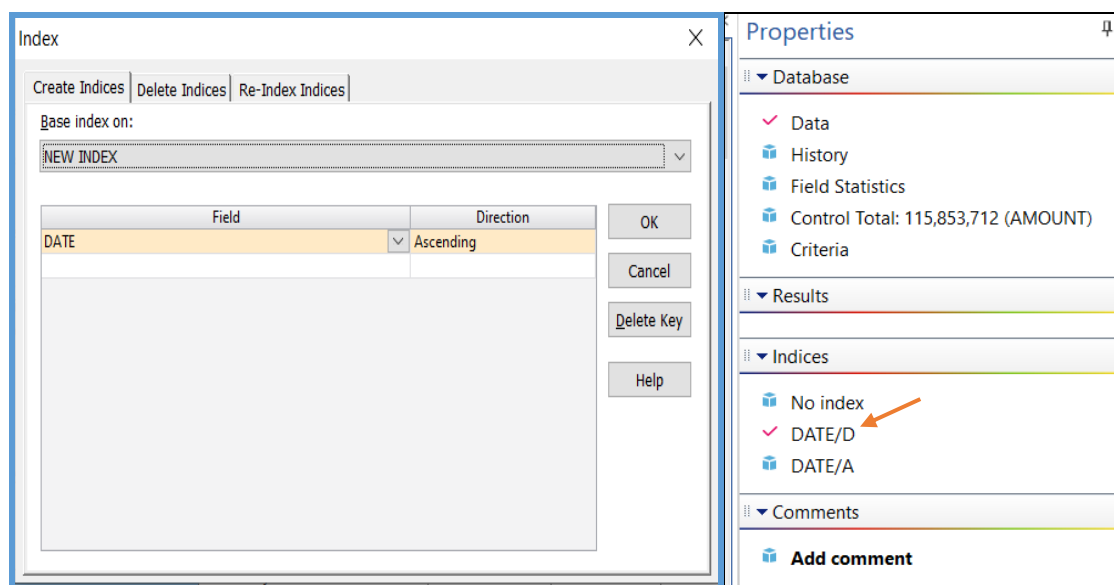 Index
Create Indices Delete Indices Re-Index Indices
Base index on:
NEW INDEX
Field Direction
DATE Ascending
OK
Cancel
Delete Key
Help
Properties
Database
Data
History
Field Statistics
Control Total: 115,853,712 (AMOUNT)
Criteria
Results
Indices
No index
DATE/D
DATE/A
Comments
Add comment